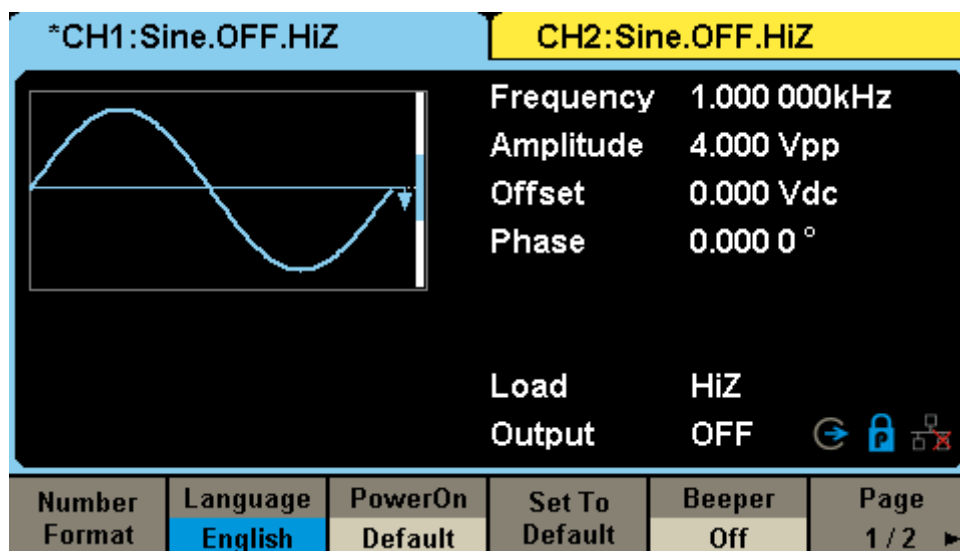 *CH1:Sine.OFF.HiZ
CH2:Sine.OFF.HiZ
Frequency 1.000 000kHz
Amplitude 4.000 Vpp
Offset 0.000 Vdc
Phase 0.000 0 °
Load HiZ
Output OFF
Number Format
Language English
PowerOn Default
Set To Default
Beeper Off
Page 1/2